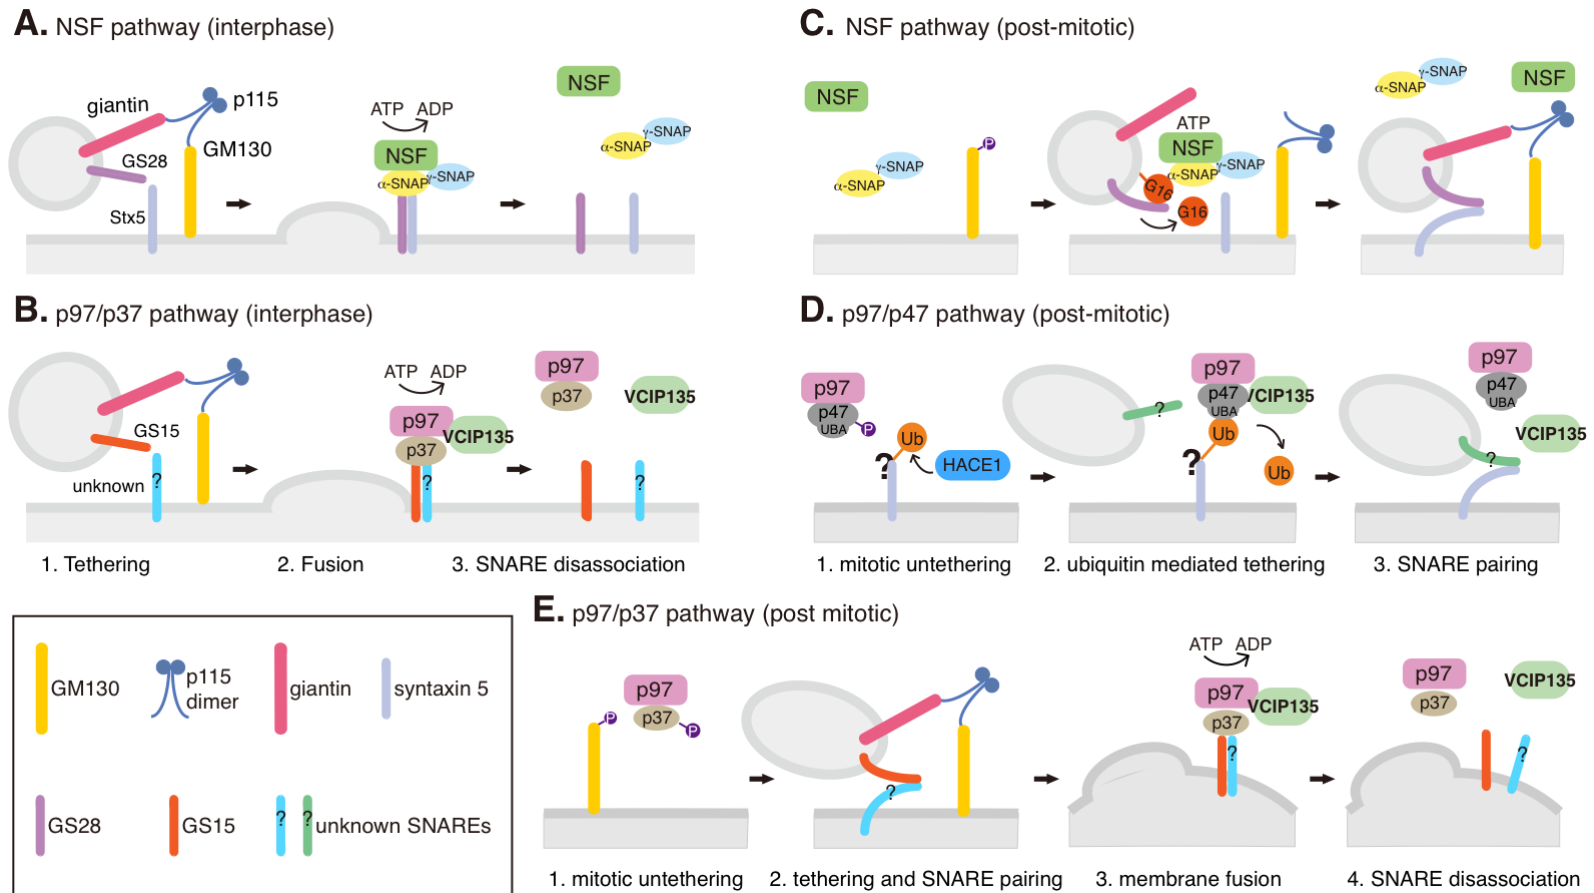 A. NSF pathway (interphase)
giantin
p115
GM130
GS28
Stx5
ATP ADP
NSF
α-SNAP
γ-SNAP
NSF
α-SNAP
γ-SNAP
C. NSF pathway (post-mitotic)
NSF
α-SNAP
γ-SNAP
P
ATP
NSF
α-SNAP
γ-SNAP
G16
G16
α-SNAP
γ-SNAP
NSF
B. p97/p37 pathway (interphase)
GS15
unknown
?
ATP ADP
p97
p37
VCIP135
?
p97
p37
VCIP135
?
1. Tethering
2. Fusion
3. SNARE disassociation
D. p97/p47 pathway (post-mitotic)
p97
p47
UBA
P
Ub
?
HACE1
?
p97
p47
UBA
VCIP135
Ub
?
Ub
p97
p47
UBA
VCIP135
?
1. mitotic untethering
2. ubiquitin mediated tethering
3. SNARE pairing
GM130
p115
dimer
giantin
syntaxin 5
GS28
GS15
? ? unknown SNAREs
E. p97/p37 pathway (post mitotic)
P
p97
p37
P
?
ATP ADP
p97
p37
VCIP135
?
p97
p37
VCIP135
?
1. mitotic untethering
2. tethering and SNARE pairing
3. membrane fusion
4. SNARE disassociation